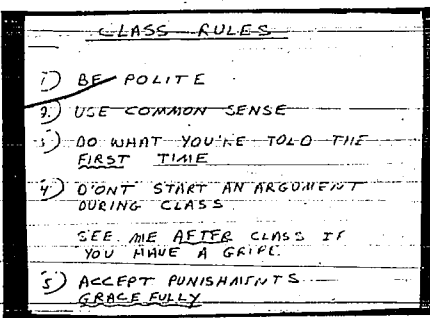 CLASS RULES
1) BE POLITE
2) USE COMMON SENSE
3) DO WHAT YOU'RE TOLD THE
FIRST TIME
4) D'ONT START AN ARGUMENT
DURING CLASS
SEE ME AFTER CLASS IF
YOU HAVE A GRIPE.
5) ACCEPT PUNISHMENTS
GRACEFULLY